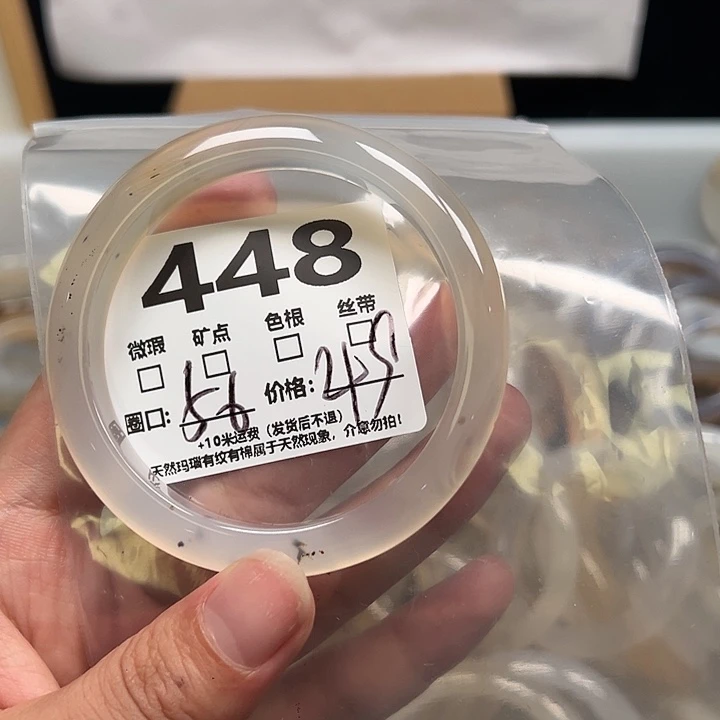 448
微瑕 矿点 色根 丝带
圈口: 56 价格:
+10米运费（发货后不退）
天然玛瑙有纹有棉属于天然现象，介意勿拍！